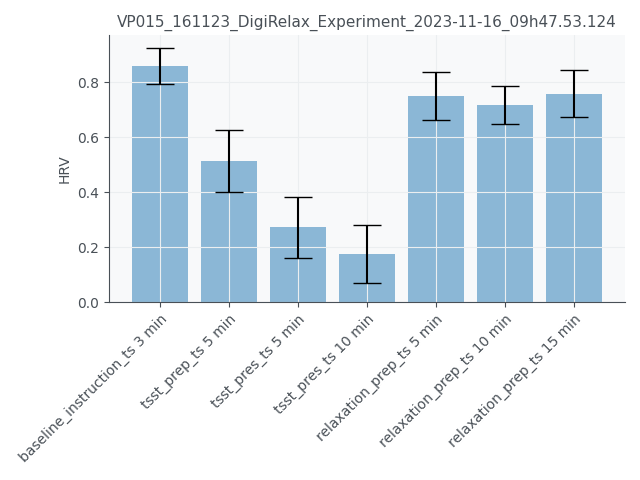 VP015_161123_DigiRelax_Experiment_2023-11-16_09h47.53.124
HRV
0.8
0.6
0.4
0.2
0.0
baseline_instruction_ts 3 min
tsst_prep_ts 5 min
tsst_pres_ts 5 min
tsst_pres_ts 10 min
relaxation_prep_ts 5 min
relaxation_prep_ts 10 min
relaxation_prep_ts 15 min